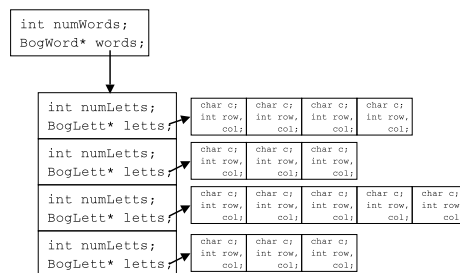 int numWords;
BogWord* words;
int numLetts;
BogLett* letts;
char c; char c; char c; char c;
int row, int row, int row, int row,
col; col; col; col;
int numLetts;
BogLett* letts;
char c; char c; char c;
int row, int row, int row,
col; col; col;
int numLetts;
BogLett* letts;
char c; char c; char c; char c; char c;
int row, int row, int row, int row, int row
col; col; col; col; col
int numLetts;
BogLett* letts;
char c; char c; char c;
int row, int row, int row,
col; col; col;